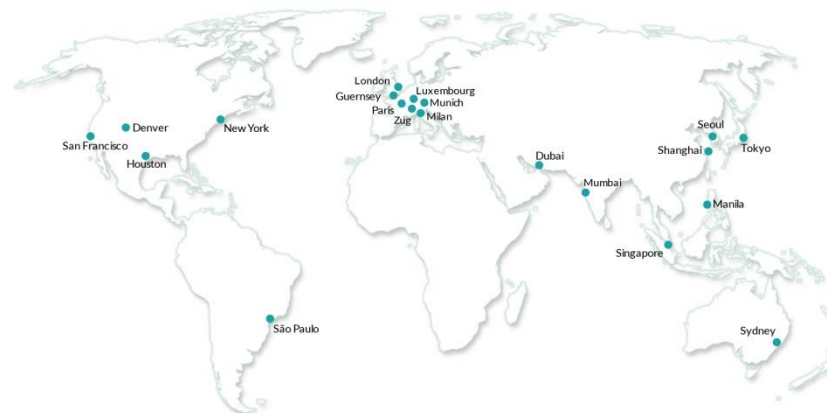 London
Luxembourg
Guernsey
Munich
Paris
Milan
Zug
Denver
New York
San Francisco
Houston
Seoul
Shanghai
Tokyo
Dubai
Mumbai
Manila
Singapore
São Paulo
Sydney